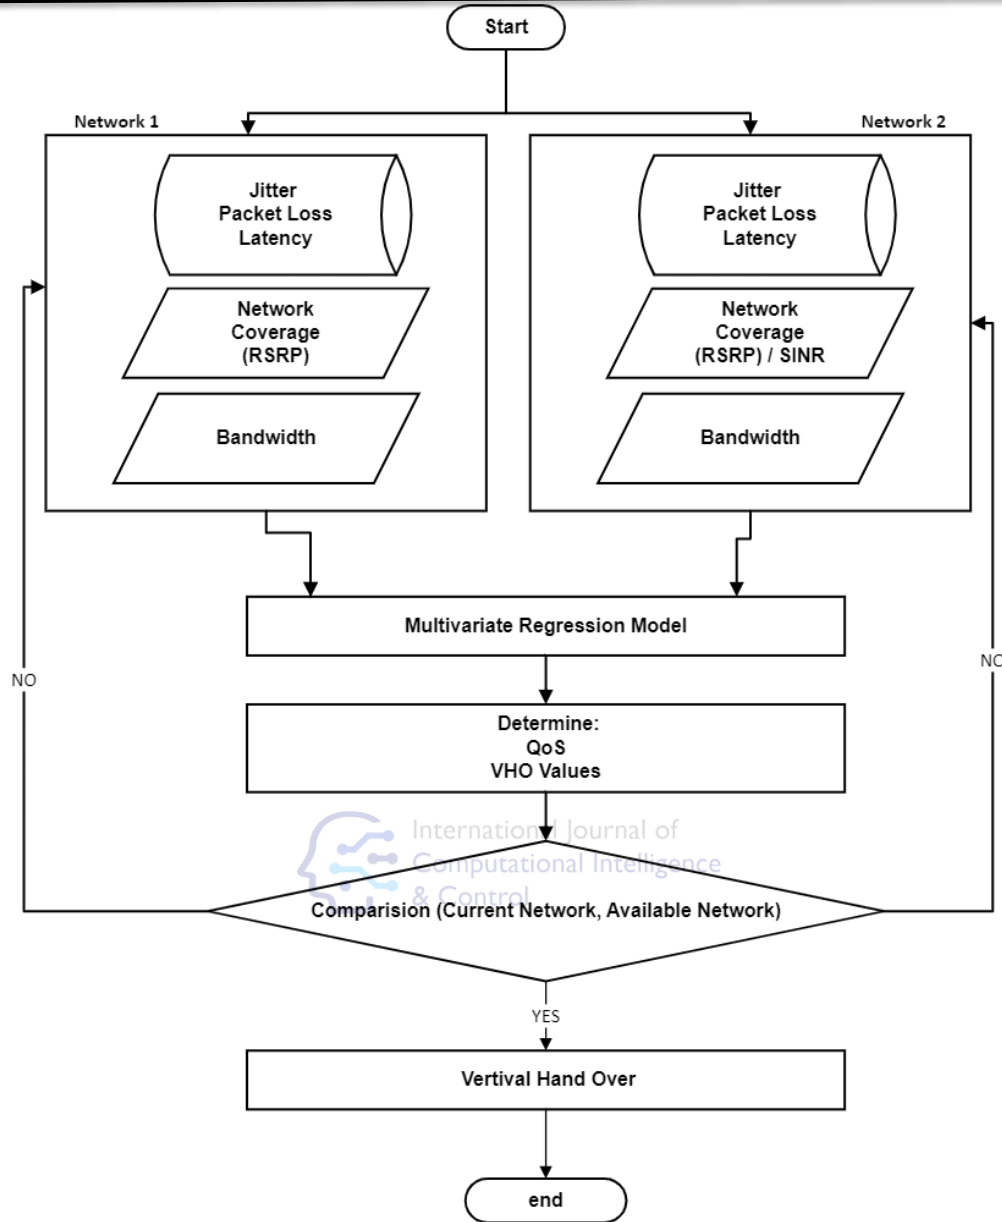 Start
Network 1
Network 2
Jitter
Packet Loss
Latency
Network
Coverage
(RSRP)
Bandwidth
Jitter
Packet Loss
Latency
Network
Coverage
(RSRP) / SINR
Bandwidth
Multivariate Regression Model
NO
NO
Determine:
QoS
VHO Values
International Journal of
Computational Intelligence
& Control
Comparision (Current Network, Available Network)
YES
Vertival Hand Over
end